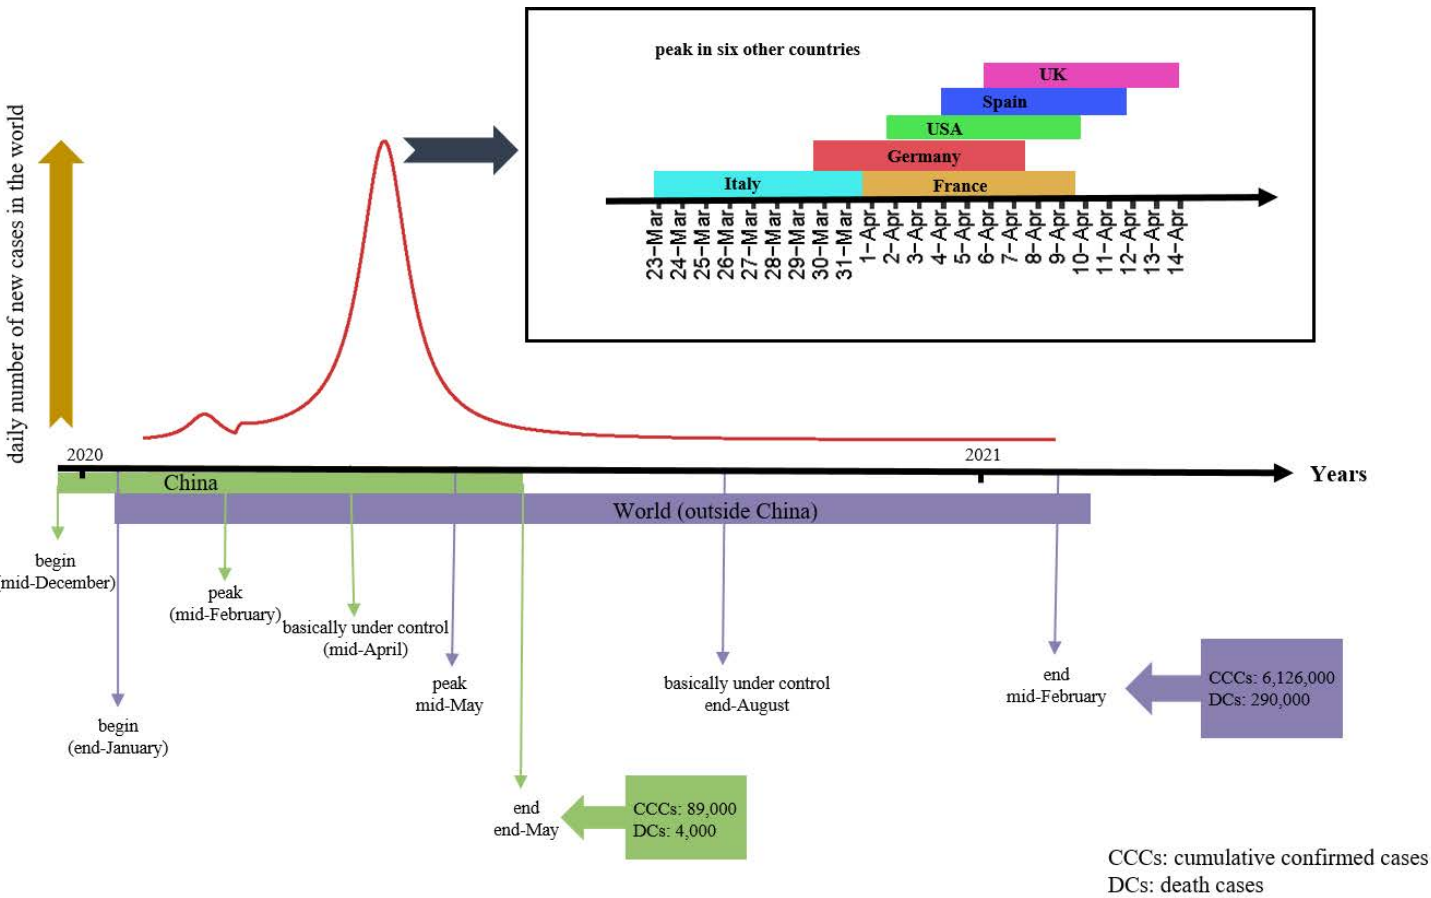 peak in six other countries
UK
Spain
USA
Germany
Italy
France
23-Mar
24-Mar
25-Mar
26-Mar
27-Mar
28-Mar
29-Mar
30-Mar
31-Mar
1-Apr
2-Apr
3-Apr
4-Apr
5-Apr
6-Apr
7-Apr
8-Apr
9-Apr
10-Apr
11-Apr
12-Apr
13-Apr
14-Apr
daily number of new cases in the world
2020
2021
Years
China
World (outside China)
begin
mid-December)
peak
(mid-February)
basically under control
(mid-April)
peak
mid-May
basically under control
end-August
end
mid-February
CCCs: 6,126,000
DCs: 290,000
begin
(end-January)
end
end-May
CCCs: 89,000
DCs: 4,000
CCCs: cumulative confirmed cases
DCs: death cases